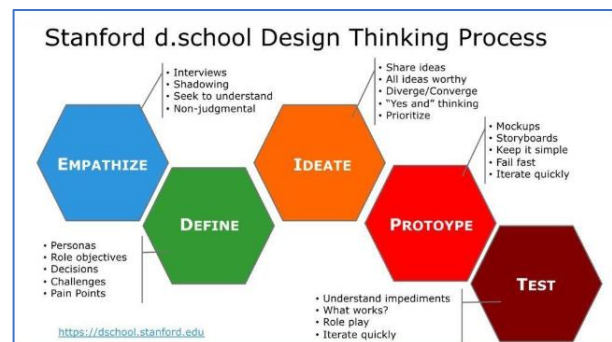 Stanford d.school Design Thinking Process
• Interviews
• Shadowing
• Seek to understand
• Non-judgmental
EMPATHIZE
• Personas
• Role objectives
• Decisions
• Challenges
• Pain Points
DEFINE
• Share ideas
• All ideas worthy
• Diverge/Converge
• "Yes and" thinking
• Prioritize
IDEATE
• Mockups
• Storyboards
• Keep it simple
• Fail fast
• Iterate quickly
PROTOYPE
• Understand impediments
• What works?
• Role play
• Iterate quickly
TEST
https://dschool.stanford.edu